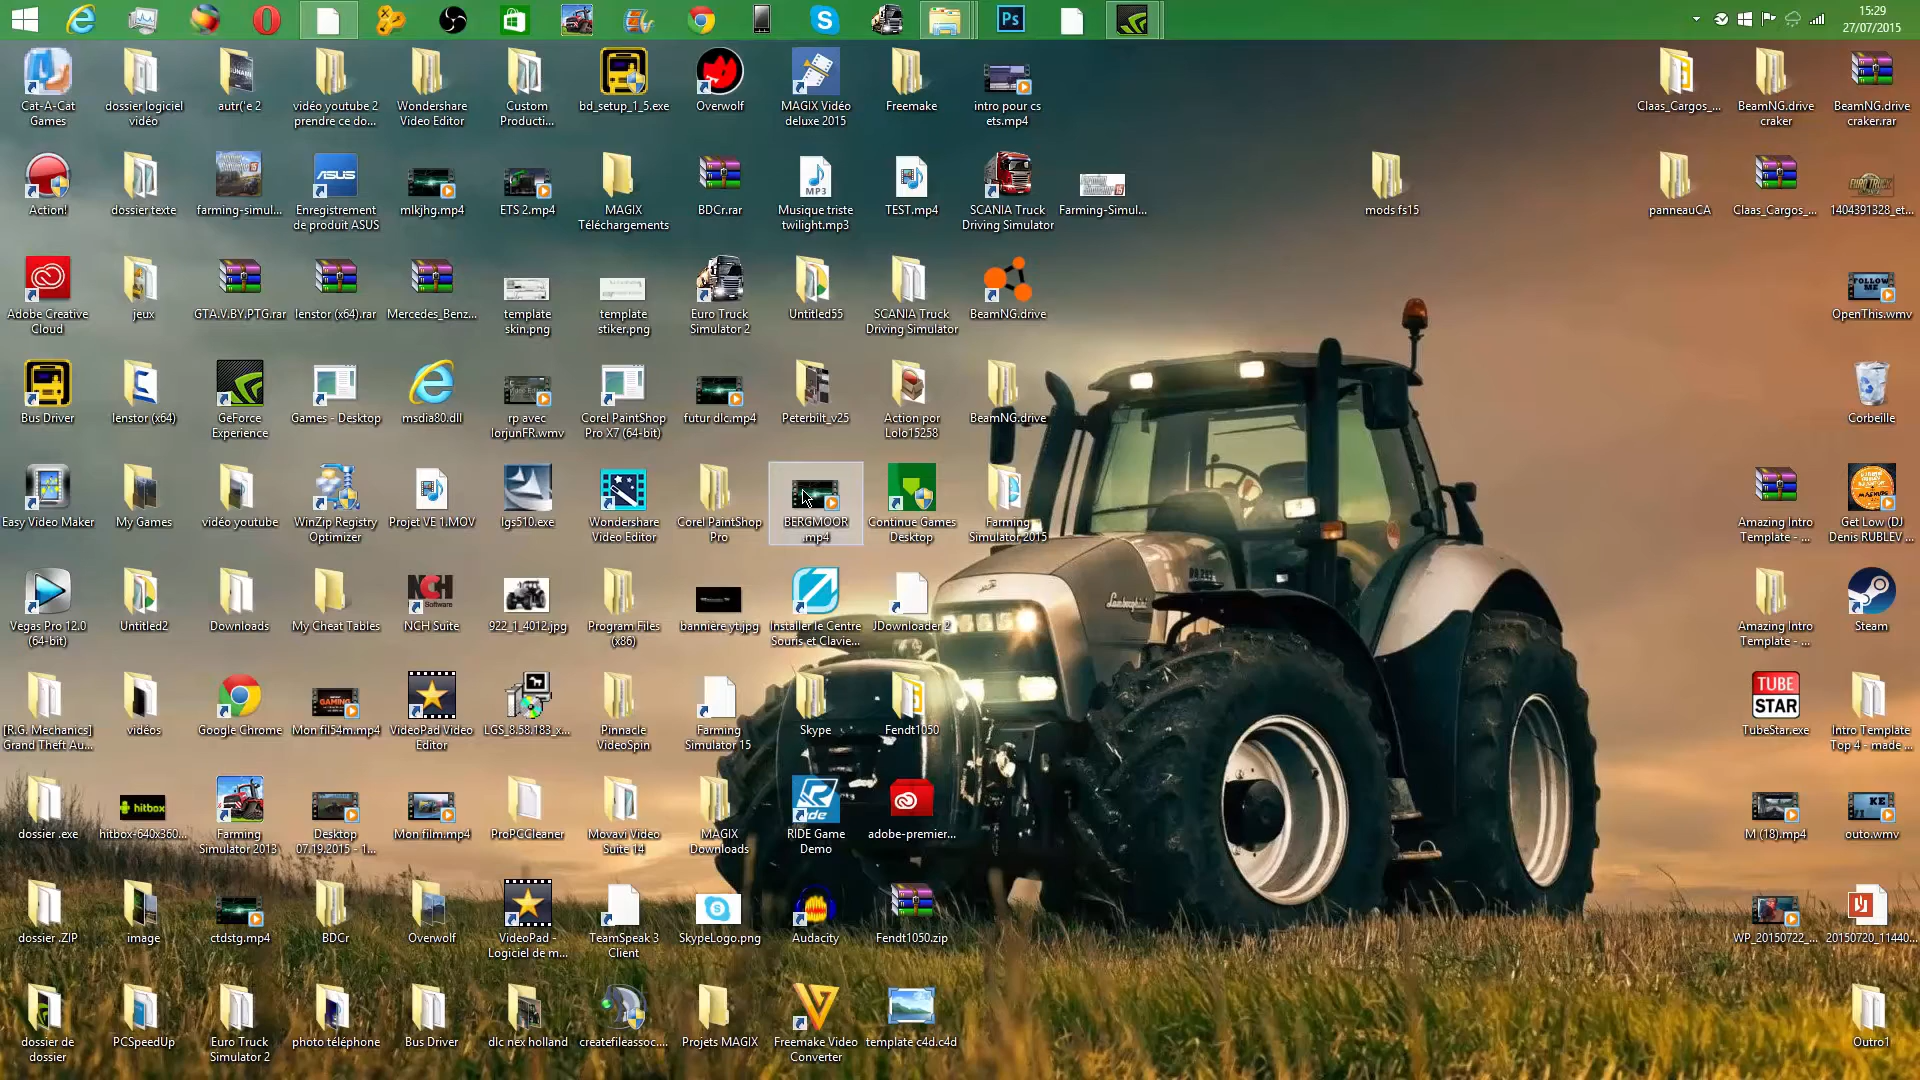 15:29
27/07/2015
Cat-A-Cat
Games
dossier logiciel
vidéo
autr('e 2
vidéo youtube 2
prendre ce do...
Wondershare
Video Editor
Custom
Producti...
bd_setup_1_5.exe
Overwolf
MAGIX Vidéo
deluxe 2015
Freemake
intro pour cs
ets.mp4
Claas_Cargos_...
BeamNG.drive
craker
BeamNG.drive
craker.rar
Action!
dossier texte
farming-simul...
ASUS
Enregistrement
de produit ASUS
mlkjhg.mp4
ETS 2.mp4
MAGIX
Téléchargements
BDCr.rar
MP3
Musique triste
twilight.mp3
TEST.mp4
SCANIA Truck
Driving Simulator
Farming-Simul...
mods fs15
panneauCA
Claas_Cargos_...
1404391328_et...
Adobe Creative
Cloud
jeux
GTA.V.BY.PTG.rar
lenstor (x64).rar
Mercedes_Benz...
template
skin.png
template
stiker.png
Euro Truck
Simulator 2
Untitled55
SCANIA Truck
Driving Simulator
BeamNG.drive
FOLLOW
ME
OpenThis.wmv
Bus Driver
lenstor (x64)
GeForce
Experience
Games - Desktop
msdia80.dll
rp avec
lorjunFR.wmv
Corel PaintShop
Pro X7 (64-bit)
futur dlc.mp4
Peterbilt_v25
Action por
Lolo15258
BeamNG.drive
Corbeille
Easy Video Maker
My Games
vidéo youtube
WinZip Registry
Optimizer
Projet VE 1.MOV
lgs510.exe
Wondershare
Video Editor
Corel PaintShop
Pro
BERGMOOR
.mp4
Continue Games
Desktop
Farming
Simulator 2015
Amazing Intro
Template - ...
Get Low (DJ
Denis RUBLEV ...
Vegas Pro 12.0
(64-bit)
Untitled2
Downloads
My Cheat Tables
NCH
Software
NCH Suite
922_1_4012.jpg
Program Files
(x86)
banniere yt.jpg
Installer le Centre
Souris et Clavie...
JDownloader 2
Lamborghini
Amazing Intro
Template - ...
Steam
[R.G. Mechanics]
Grand Theft Au...
vidéos
Google Chrome
GAMING
Mon fil54m.mp4
VideoPad Video
Editor
LGS_8.58.183_x...
Pinnacle
VideoSpin
Farming
Simulator 15
Skype
Fendt1050
TUBE
STAR
TubeStar.exe
Intro Template
Top 4 - made ...
dossier .exe
hitbox
hitbox-640x360...
Farming
Simulator 2013
Desktop
07.19.2015 - 1...
Mon film.mp4
ProPCCleaner
Movavi Video
Suite 14
MAGIX
Downloads
RIDE Game
Demo
adobe-premier...
M (18).mp4
KE
outo.wmv
dossier .ZIP
image
ctdstg.mp4
BDCr
Overwolf
VideoPad -
Logiciel de m...
TeamSpeak 3
Client
SkypeLogo.png
Audacity
Fendt1050.zip
WP_20150722_...
20150720_11440...
dossier de
dossier
PCSpeedUp
Euro Truck
Simulator 2
photo téléphone
Bus Driver
dlc nex holland
createfileassoc....
Projets MAGIX
Freemake Video
Converter
template c4d.c4d
Outro1